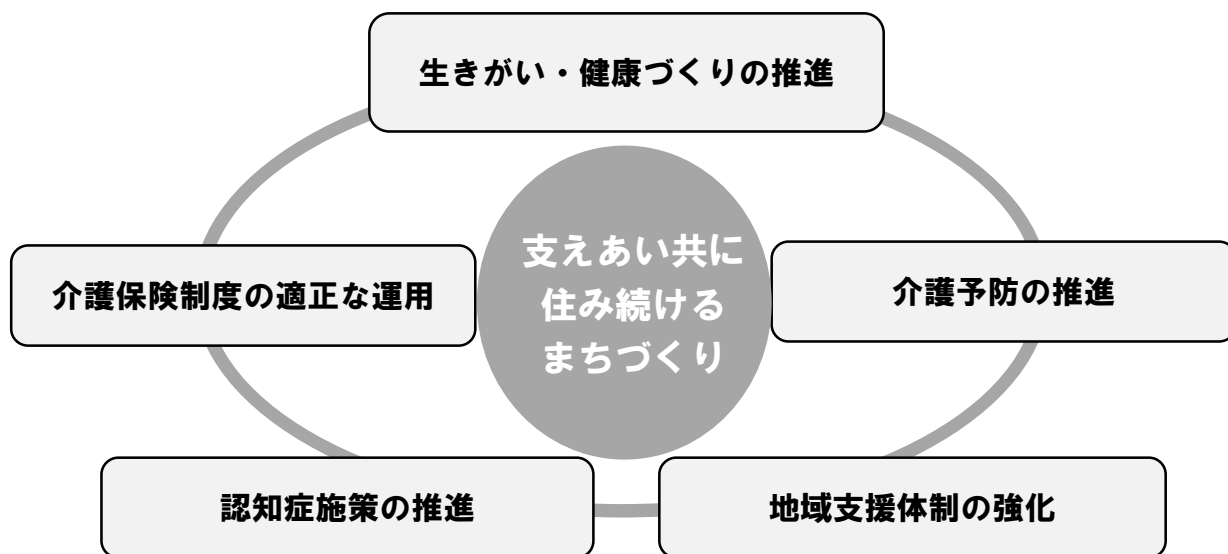 生きがい・健康づくりの推進
介護保険制度の適正な運用
支えあい共に
住み続ける
まちづくり
介護予防の推進
認知症施策の推進
地域支援体制の強化